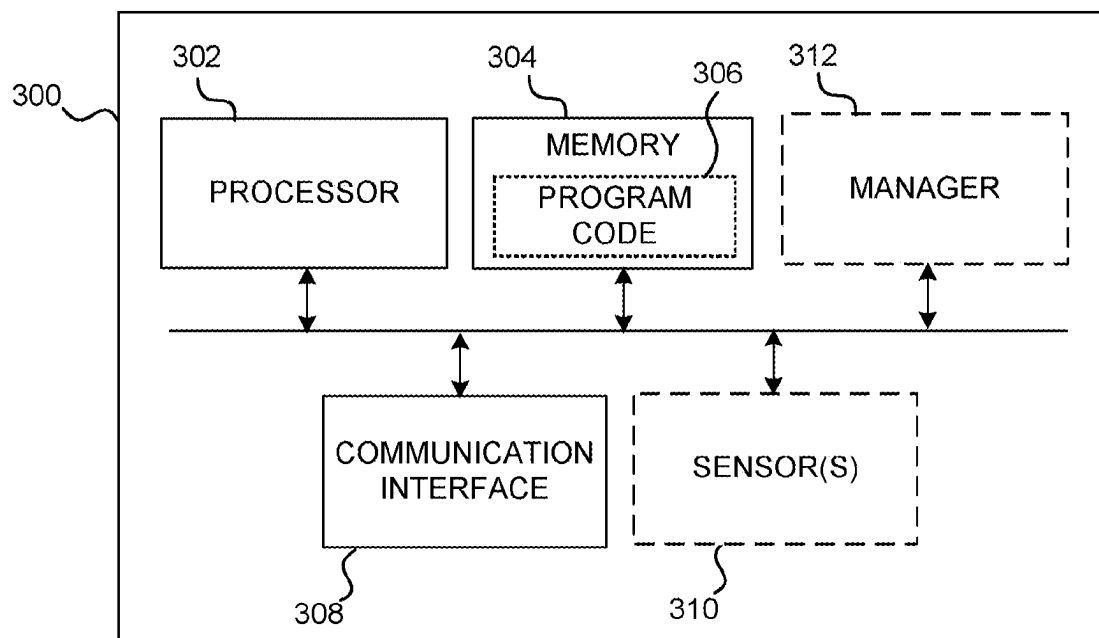 300
302
304
306
312
PROCESSOR
MEMORY
PROGRAM
CODE
MANAGER
COMMUNICATION
INTERFACE
SENSOR(S)
308
310